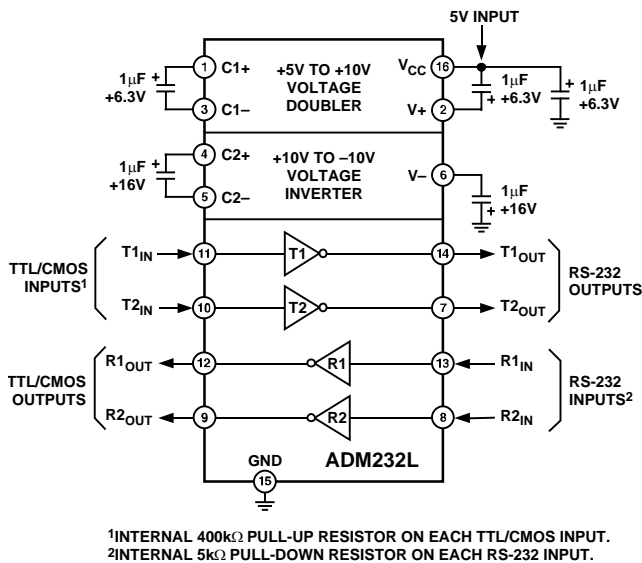 5V INPUT
1µF
+6.3V
+
1
C1+
3
C1–
+5V TO +10V
VOLTAGE
DOUBLER
VCC
16
V+
2
1µF
+6.3V
+
+
1µF
+6.3V
1µF
+16V
+
4
C2+
5
C2–
+10V TO –10V
VOLTAGE
INVERTER
V–
6
1µF
+16V
+
TTL/CMOS
INPUTS1
T1IN
11
T1
14
T1OUT
T2IN
10
T2
7
T2OUT
RS-232
OUTPUTS
TTL/CMOS
OUTPUTS
R1OUT
12
R1
13
R1IN
R2OUT
9
R2
8
R2IN
RS-232
INPUTS2
GND
15
ADM232L
1INTERNAL 400kΩ PULL-UP RESISTOR ON EACH TTL/CMOS INPUT.
2INTERNAL 5kΩ PULL-DOWN RESISTOR ON EACH RS-232 INPUT.